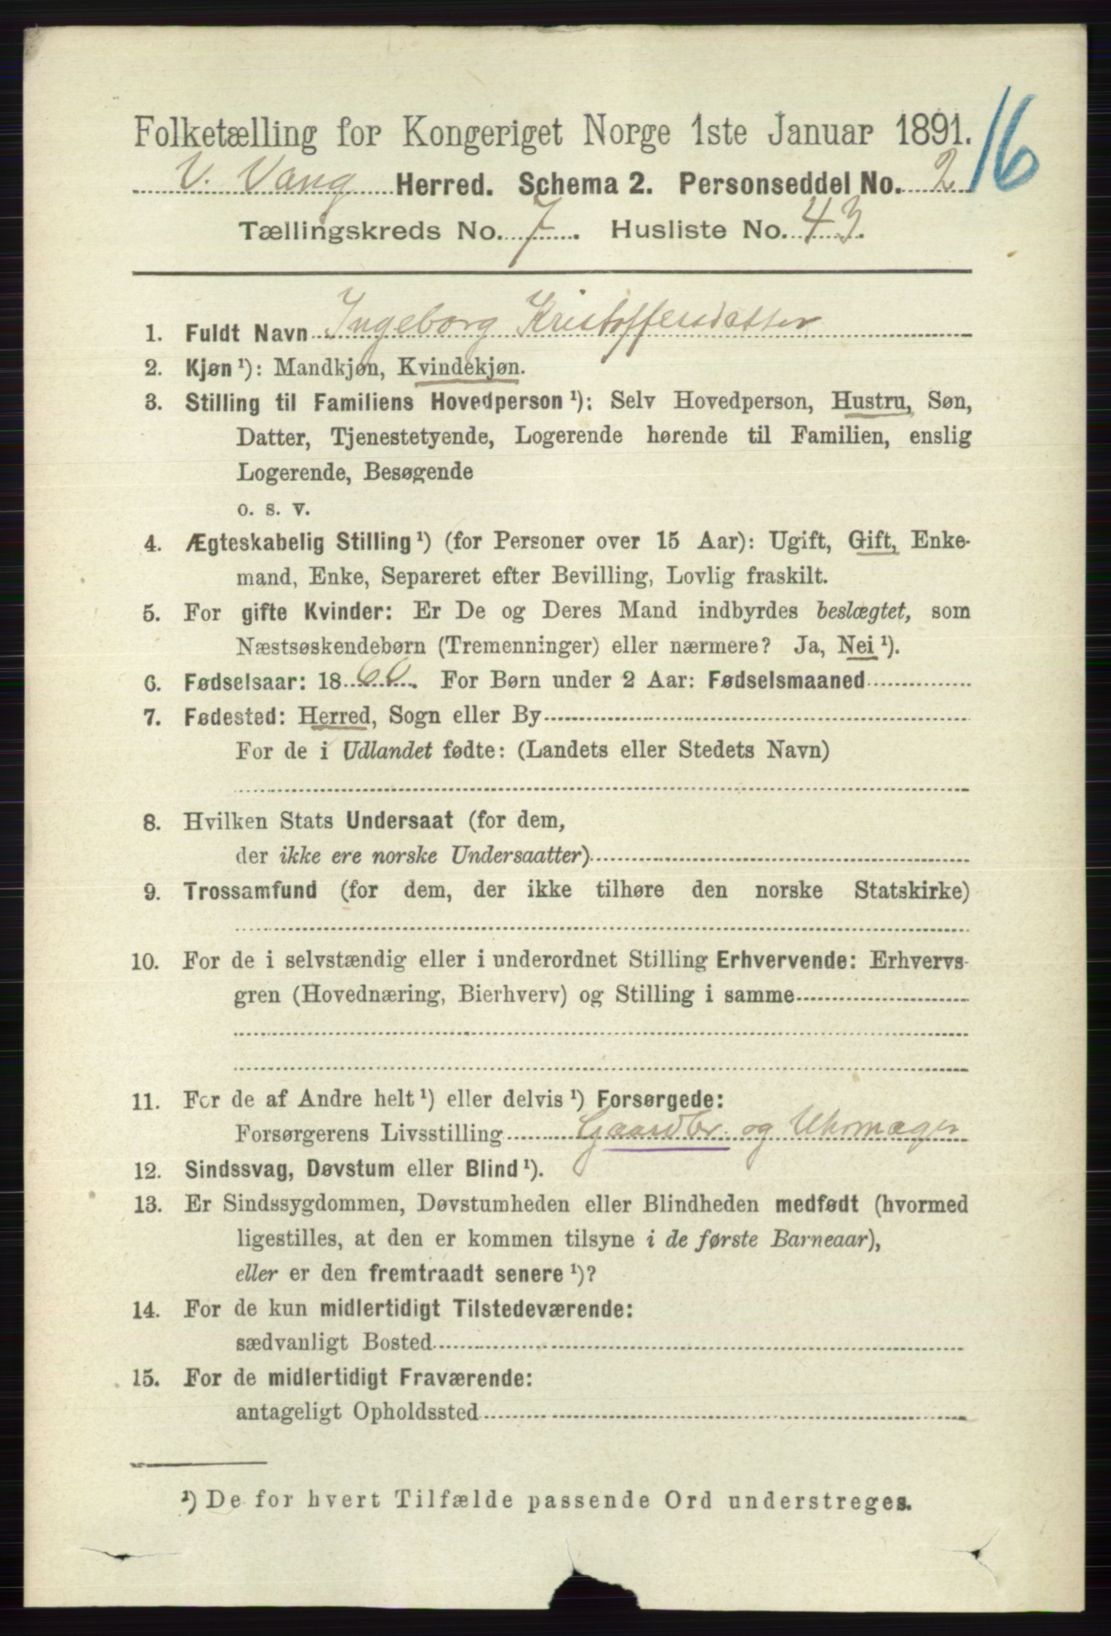 Folketælling for Kongeriget Norge 1ste Januar 1891. 16
V. Vang Herred. Schema 2. Personseddel No. 2
Tællingskreds No. 7. Husliste No. 43.
1. Fuldt Navn Ingeborg Kristoffersdatter
2. Kjøn ¹): Mandkjøn, Kvindekjøn.
3. Stilling til Familiens Hovedperson ¹): Selv Hovedperson, Hustru, Søn,
Datter, Tjenestetyende, Logerende hørende til Familien, enslig
Logerende, Besøgende
o. s. v.
4. Ægteskabelig Stilling ¹) (for Personer over 15 Aar): Ugift, Gift, Enke-
mand, Enke, Separeret efter Bevilling, Lovlig fraskilt.
5. For gifte Kvinder: Er De og Deres Mand indbyrdes beslægtet, som
Næstsøskendebørn (Tremenninger) eller nærmere? Ja, Nei ¹).
6. Fødselsaar: 1860. For Børn under 2 Aar: Fødselsmaaned
7. Fødested: Herred, Sogn eller By
For de i Udlandet fødte: (Landets eller Stedets Navn)
8. Hvilken Stats Undersaat (for dem,
der ikke ere norske Undersaatter)
9. Trossamfund (for dem, der ikke tilhøre den norske Statskirke)
10. For de i selvstændig eller i underordnet Stilling Erhvervende: Erhvervs-
gren (Hovednæring, Bierhverv) og Stilling i samme
11. For de af Andre helt ¹) eller delvis ¹) Forsørgede:
Forsørgerens Livsstilling Gaardbr. og Uhrmager
12. Sindssvag, Døvstum eller Blind ¹).
13. Er Sindssygdommen, Døvstumheden eller Blindheden medfødt (hvormed
ligestilles, at den er kommen tilsyne i de første Barneaar),
eller er den fremtraadt senere ¹)?
14. For de kun midlertidigt Tilstedeværende:
sædvanligt Bosted
15. For de midlertidigt Fraværende:
antageligt Opholdssted
¹) De for hvert Tilfælde passende Ord understreges.